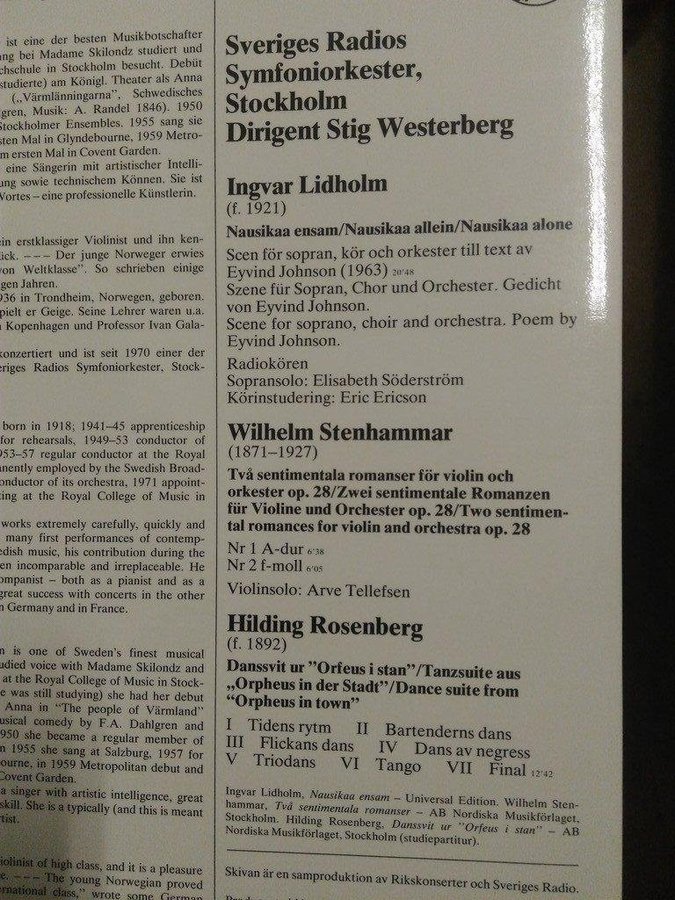 ist eine der besten Musikbotschafter
ng bei Madame Skilondz studiert und
chschule in Stockholm besucht. Debüt
studierte) am Königl. Theater als Anna
(„Värmlänningarna”, Schwedisches
gren, Musik: A. Randel 1846). 1950
Stockholmer Ensembles. 1955 sang sie
sten Mal in Glyndebourne, 1959 Metro-
m ersten Mal in Covent Garden.
eine Sängerin mit artistischer Intelli-
ung sowie technischem Können. Sie ist
Wortes – eine professionelle Künstlerin.
ein erstklassiger Violinist und ihn ken-
ück. – – – Der junge Norweger erwies
von Weltklasse”. So schrieben einige
gen Jahren.
936 in Trondheim, Norwegen, geboren.
spielt er Geige. Seine Lehrer waren u.a.
n Kopenhagen und Professor Ivan Gala-
konzertiert und ist seit 1970 einer der
eriges Radios Symfoniorkester, Stock-
born in 1918; 1941–45 apprenticeship
for rehearsals, 1949–53 conductor of
953–57 regular conductor at the Royal
anently employed by the Swedish Broad-
onductor of its orchestra, 1971 appoint-
ting at the Royal College of Music in
works extremely carefully, quickly and
many first performances of contemp-
edish music, his contribution during the
en incomparable and irreplaceable. He
companist – both as a pianist and as a
great success with concerts in the other
n Germany and in France.
n is one of Sweden's finest musical
udied voice with Madame Skilondz and
at the Royal College of Music in Stock-
e was still studying) she had her debut
Anna in "The people of Värmland"
usical comedy by F.A. Dahlgren and
950 she became a regular member of
n 1955 she sang at Salzburg, 1957 for
ourne, in 1959 Metropolitan debut and
Covent Garden.
a singer with artistic intelligence, great
skill. She is a typically (and this is meant
rtist.
violinist of high class, and it is a pleasure
e. – – – The young Norwegian proved
ernational class," wrote some German
Sveriges Radios
Symfoniorkester,
Stockholm
Dirigent Stig Westerberg
Ingvar Lidholm
(f. 1921)
Nausikaa ensam/Nausikaa allein/Nausikaa alone
Scen för sopran, kör och orkester till text av
Eyvind Johnson (1963) 20'48
Szene für Sopran, Chor und Orchester. Gedicht
von Eyvind Johnson.
Scene for soprano, choir and orchestra. Poem by
Eyvind Johnson.
Radiokören
Sopransolo: Elisabeth Söderström
Körinstudering: Eric Ericson
Wilhelm Stenhammar
(1871–1927)
Två sentimentala romanser för violin och
orkester op. 28/Zwei sentimentale Romanzen
für Violine und Orchester op. 28/Two sentimen-
tal romances for violin and orchestra op. 28
Nr 1 A-dur 6'38
Nr 2 f-moll 6'05
Violinsolo: Arve Tellefsen
Hilding Rosenberg
(f. 1892)
Danssvit ur ”Orfeus i stan”/Tanzsuite aus
„Orpheus in der Stadt”/Dance suite from
“Orpheus in town”
I Tidens rytm II Bartenderns dans
III Flickans dans IV Dans av negress
V Triodans VI Tango VII Final 12'42
Ingvar Lidholm, Nausikaa ensam – Universal Edition. Wilhelm Sten-
hammar, Två sentimentala romanser – AB Nordiska Musikförlaget,
Stockholm. Hilding Rosenberg, Danssvit ur ”Orfeus i stan” – AB
Nordiska Musikförlaget, Stockholm (studiepartitur).
Skivan är en samproduktion av Rikskonserter och Sveriges Radio.